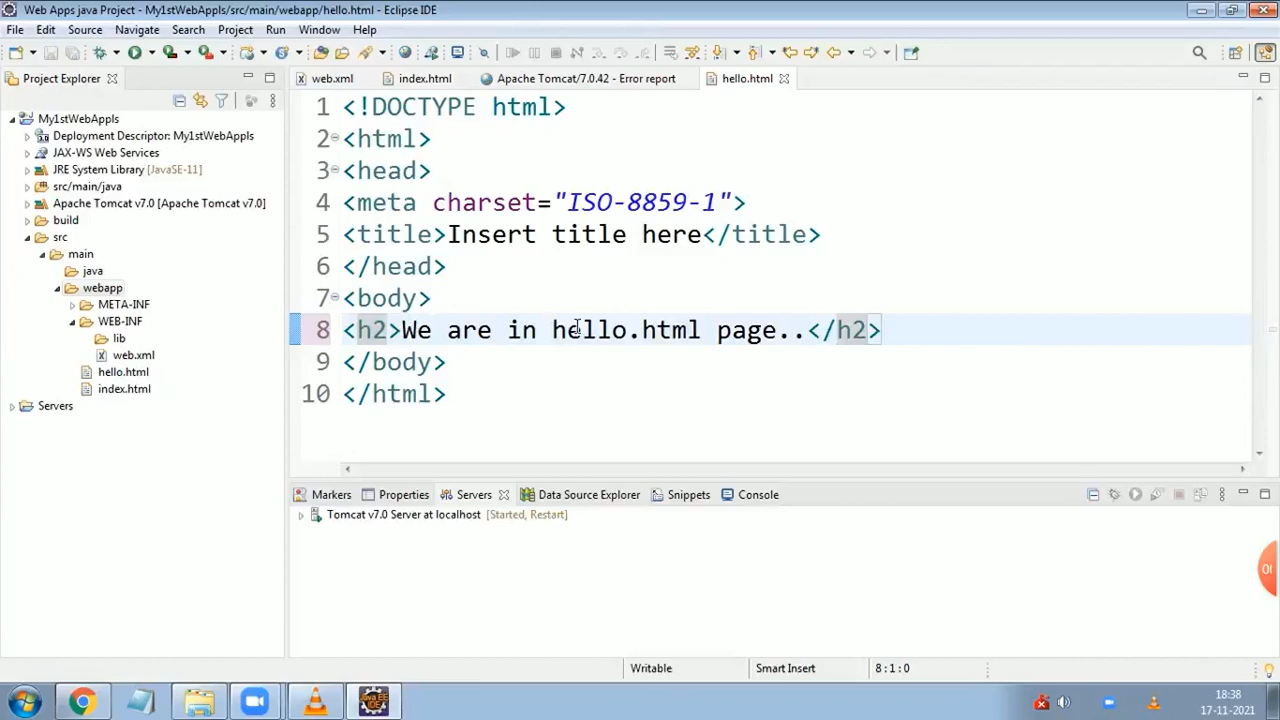 Web Apps java Project - My1stWebAppls/src/main/webapp/hello.html - Eclipse IDE
File Edit Source Navigate Search Project Run Window Help
Project Explorer
web.xml index.html Apache Tomcat/7.0.42 - Error report hello.html
My1stWebAppls
Deployment Descriptor: My1stWebAppls
JAX-WS Web Services
JRE System Library [JavaSE-11]
src/main/java
Apache Tomcat v7.0 [Apache Tomcat v7.0]
build
src
main
java
webapp
META-INF
WEB-INF
lib
web.xml
hello.html
index.html
Servers
1 <!DOCTYPE html>
2 <html>
3 <head>
4 <meta charset="ISO-8859-1">
5 <title>Insert title here</title>
6 </head>
7 <body>
8 <h2>We are in hello.html page..</h2>
9 </body>
10 </html>
Markers Properties Servers Data Source Explorer Snippets Console
Tomcat v7.0 Server at localhost [Started, Restart]
Writable Smart Insert 8:1:0
Java EE
IDE
18:38
17-11-2021